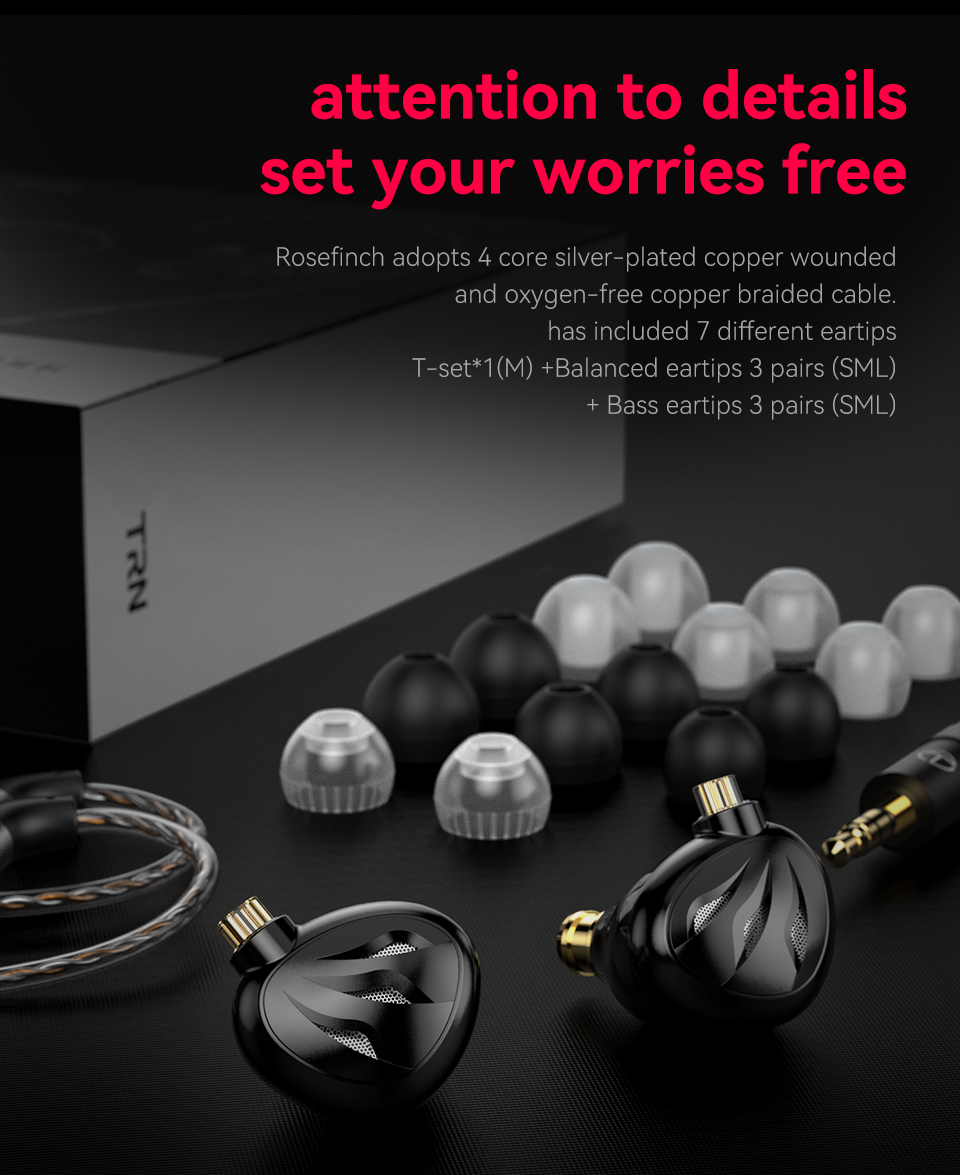 attention to details
set your worries free
Rosefinch adopts 4 core silver-plated copper wounded
and oxygen-free copper braided cable.
has included 7 different eartips
T-set*1(M) +Balanced eartips 3 pairs (SML)
+ Bass eartips 3 pairs (SML)
TRN